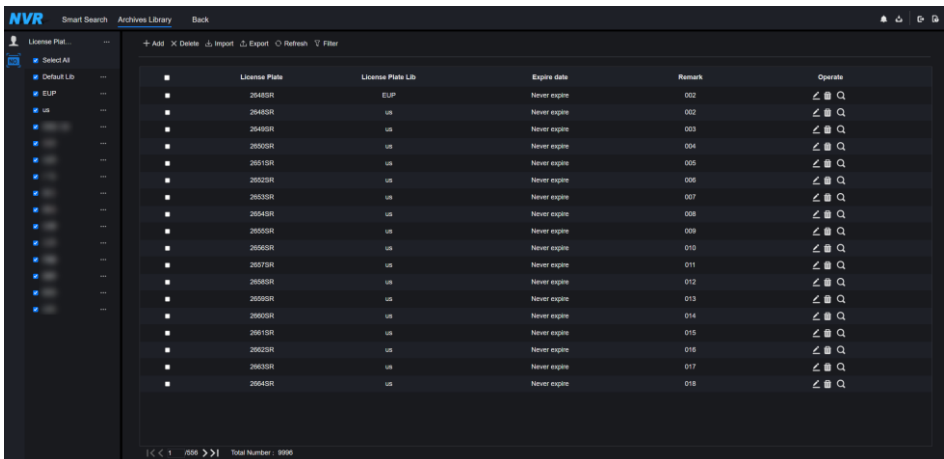 NVR Smart Search Archives Library Back
License Plat... ...
Add Delete Import Export Refresh Filter
Select All
Default Lib ...
EUP ...
us ...
License Plate License Plate Lib Expire date Remark Operate
2648SR EUP Never expire 002
2648SR us Never expire 002
2649SR us Never expire 003
2650SR us Never expire 004
2651SR us Never expire 005
2652SR us Never expire 006
2653SR us Never expire 007
2654SR us Never expire 008
2655SR us Never expire 009
2656SR us Never expire 010
2657SR us Never expire 011
2658SR us Never expire 012
2659SR us Never expire 013
2660SR us Never expire 014
2661SR us Never expire 015
2662SR us Never expire 016
2663SR us Never expire 017
2664SR us Never expire 018
1 /556 Total Number : 9996